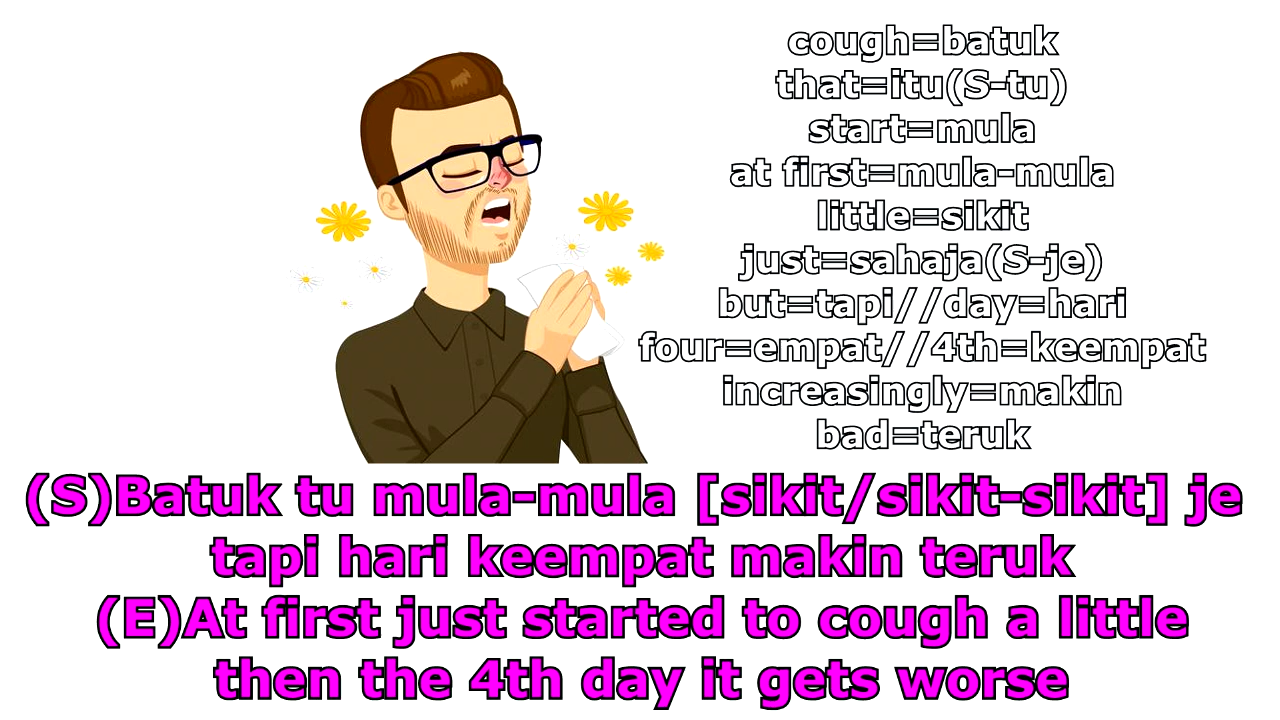 cough=batuk
that=itu(S-tu)
start=mula
at first=mula-mula
little=sikit
just=sahaja(S-je)
but=tapi//day=hari
four=empat//4th=keempat
increasingly=makin
bad=teruk
(S)Batuk tu mula-mula [sikit/sikit-sikit] je
tapi hari keempat makin teruk
(E)At first just started to cough a little
then the 4th day it gets worse